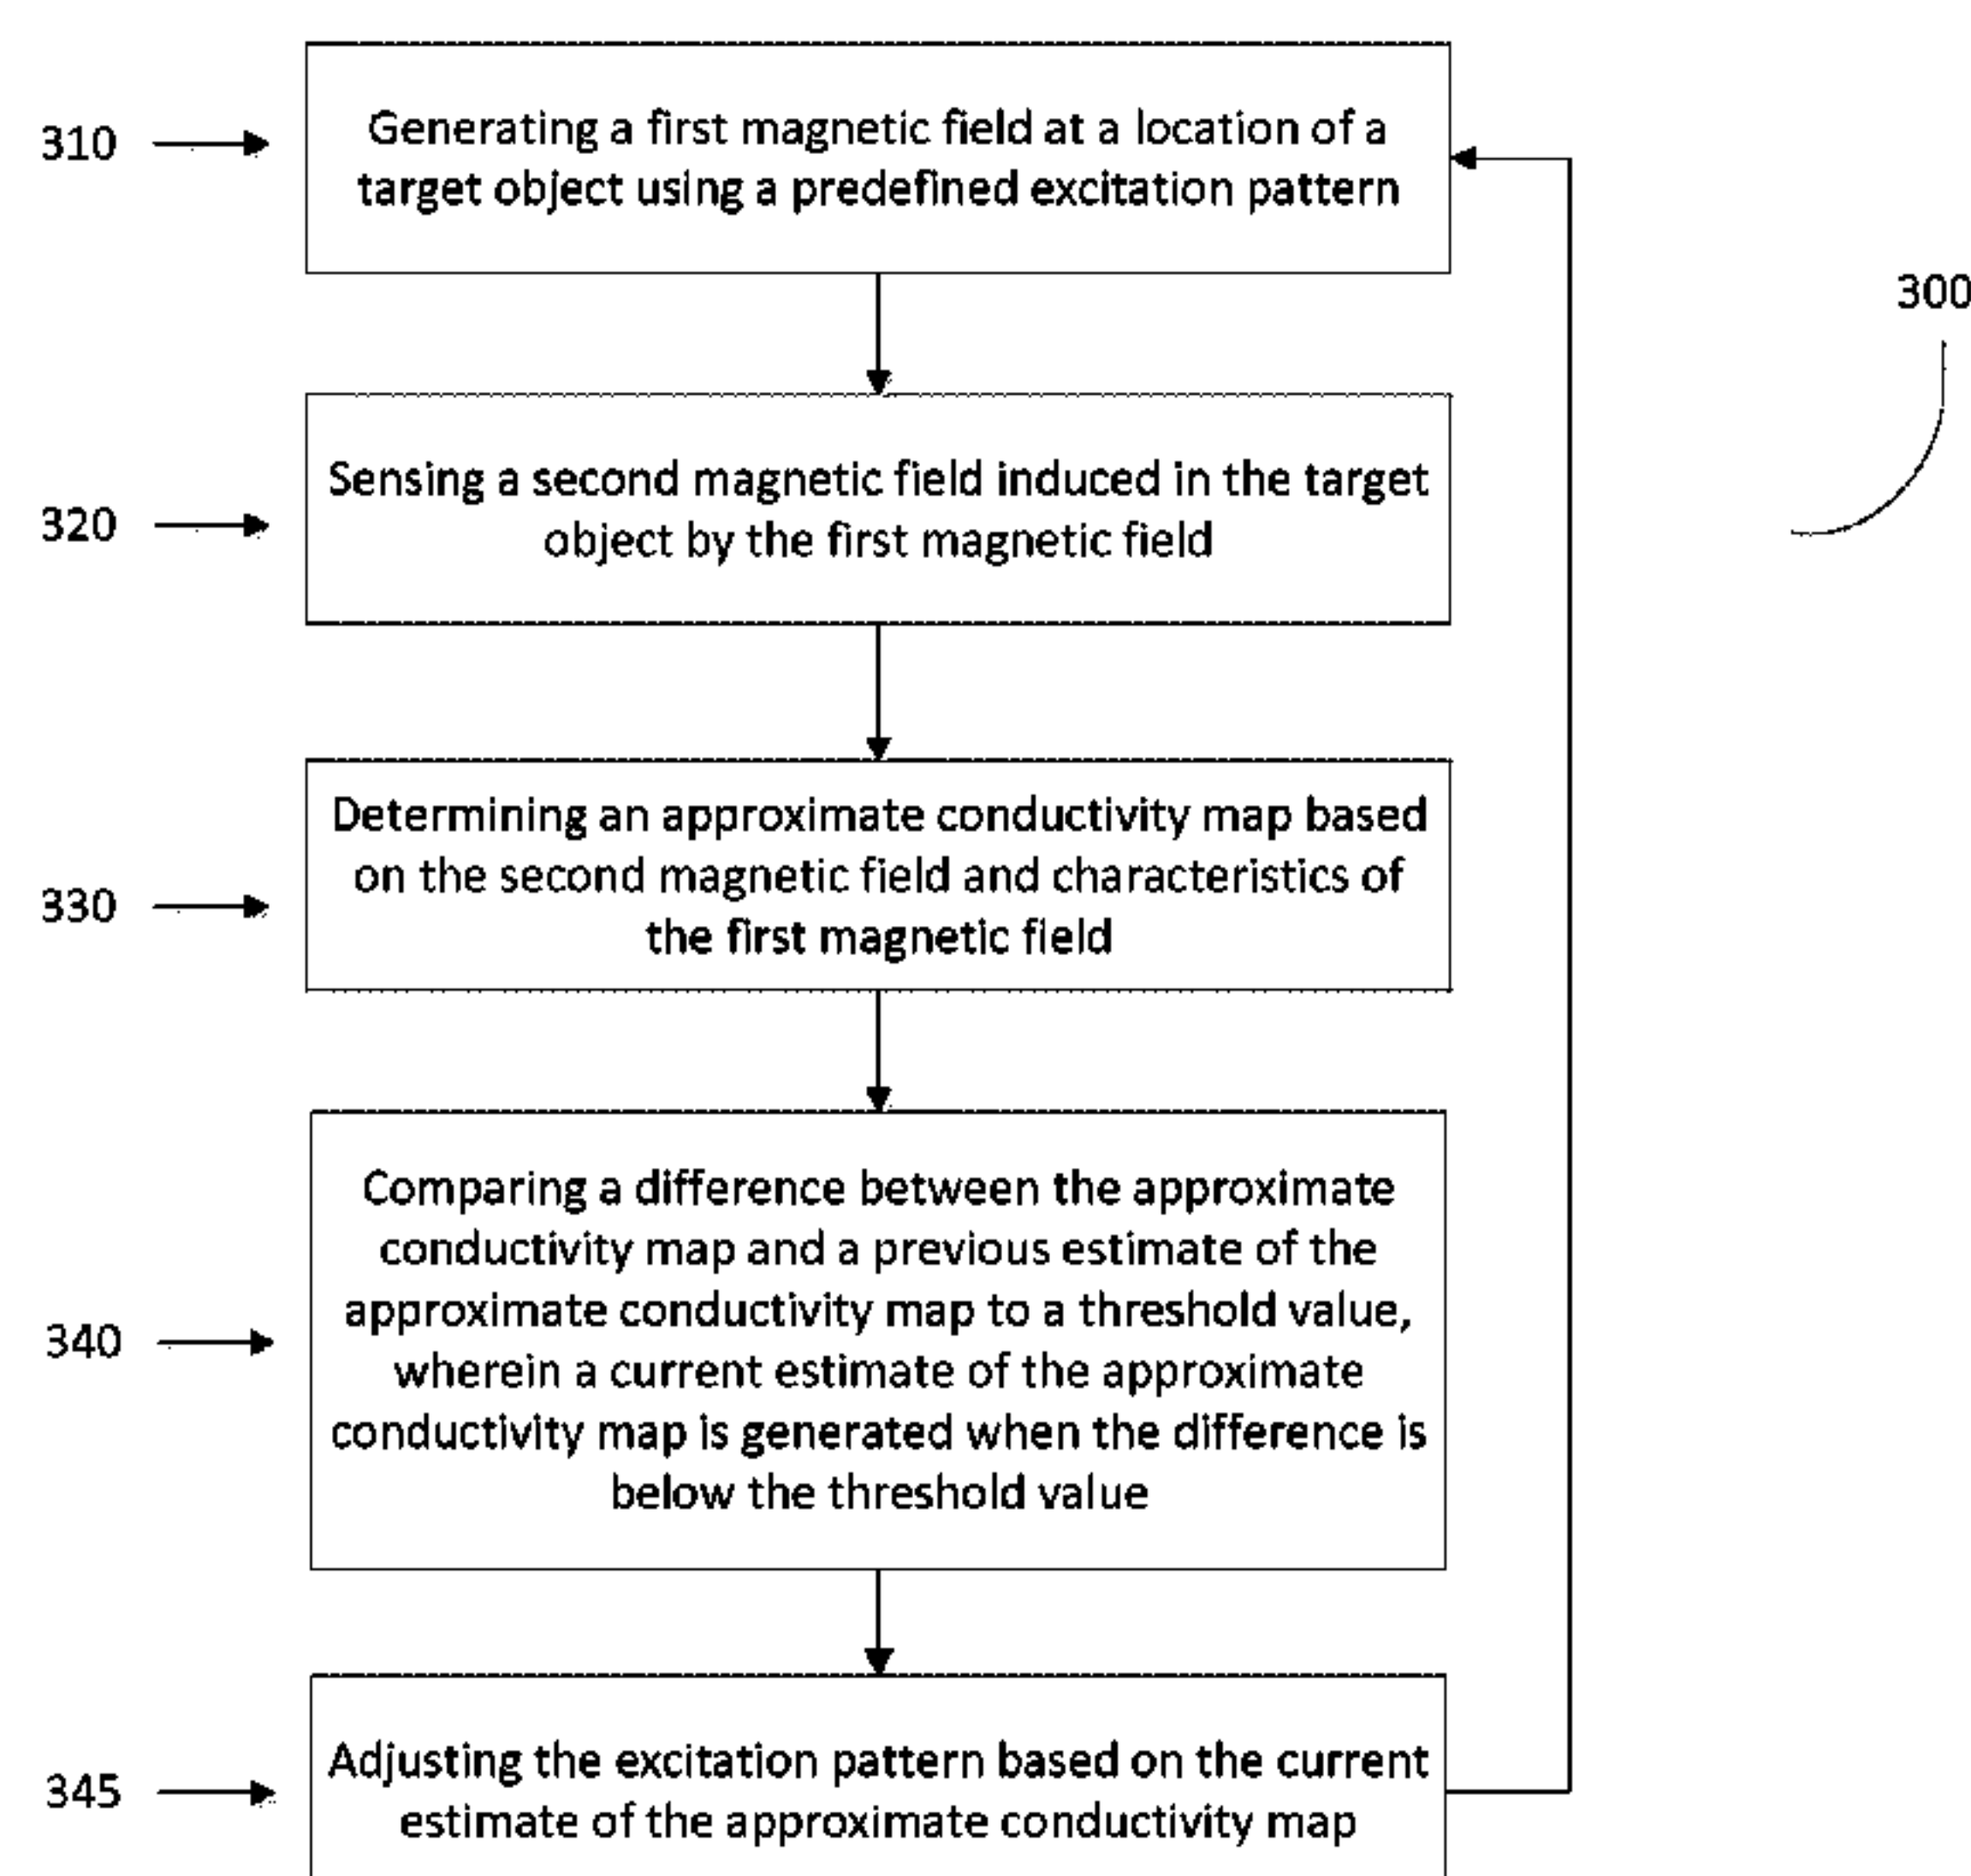 310
Generating a first magnetic field at a location of a
target object using a predefined excitation pattern
300
320
Sensing a second magnetic field induced in the target
object by the first magnetic field
330
Determining an approximate conductivity map based
on the second magnetic field and characteristics of
the first magnetic field
340
Comparing a difference between the approximate
conductivity map and a previous estimate of the
approximate conductivity map to a threshold value,
wherein a current estimate of the approximate
conductivity map is generated when the difference is
below the threshold value
345
Adjusting the excitation pattern based on the current
estimate of the approximate conductivity map